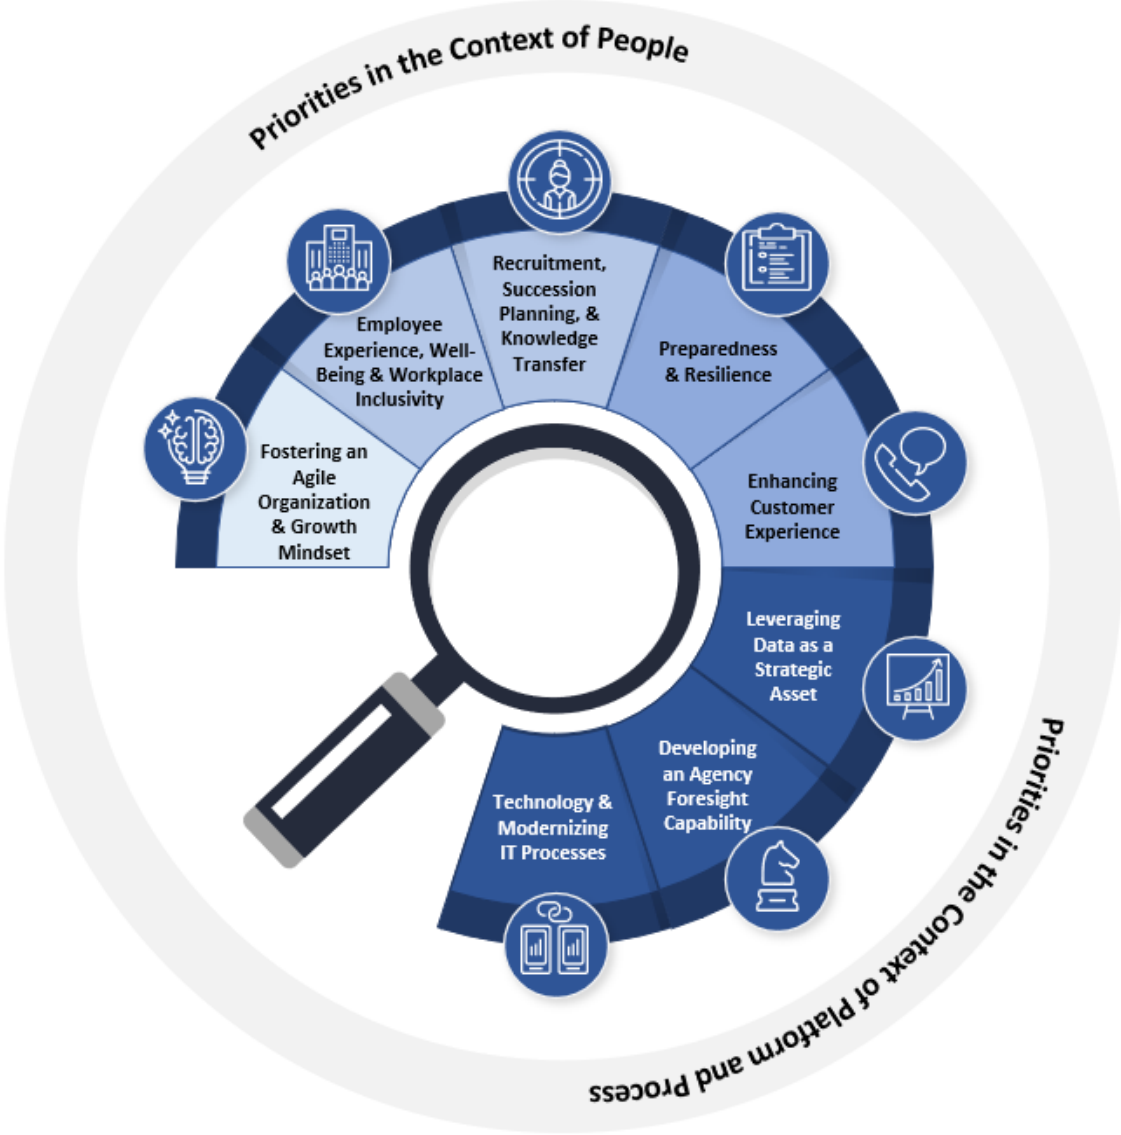 Priorities in the Context of People
Recruitment,
Succession
Planning, &
Knowledge
Transfer
Employee
Experience, Well-
Being & Workplace
Inclusivity
Preparedness
& Resilience
Fostering an
Agile
Organization
& Growth
Mindset
Enhancing
Customer
Experience
Leveraging
Data as a
Strategic
Asset
Developing
an Agency
Foresight
Capability
Technology &
Modernizing
IT Processes
Priorities in the Context of Platform and Process